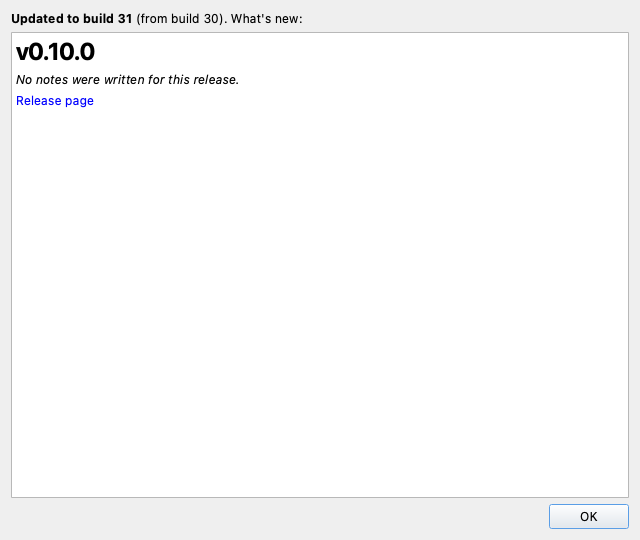 Updated to build 31 (from build 30). What's new:
v0.10.0
No notes were written for this release.
Release page
OK